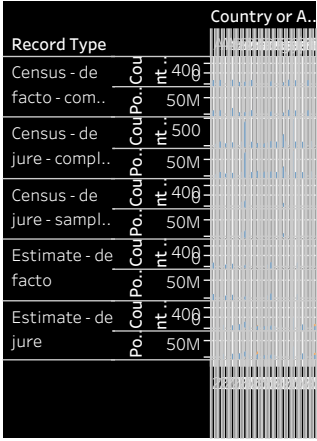 Country or A..
Record Type
Census - de
facto - com..
Cou
nt ..
400
0
Po..
50M
Census - de
jure - compl..
Cou
nt ..
500
Po..
50M
Census - de
jure - sampl..
Cou
nt ..
400
0
Po..
50M
Estimate - de
facto
Cou
nt ..
400
0
Po..
50M
Estimate - de
jure
Cou
nt ..
400
0
Po..
50M